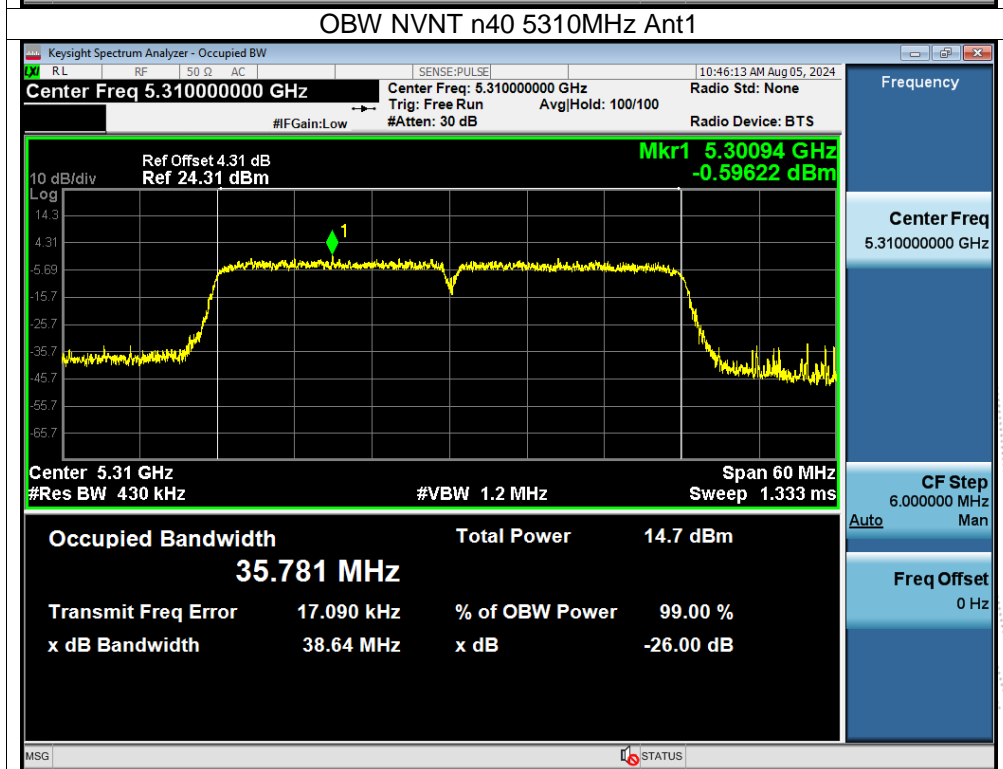 OBW NVNT n40 5310MHz Ant1
Keysight Spectrum Analyzer - Occupied BW
LXI RL RF 50 Ω AC SENSE:PULSE 10:46:13 AM Aug 05, 2024
Center Freq 5.310000000 GHz Center Freq: 5.310000000 GHz Radio Std: None
Trig: Free Run Avg|Hold: 100/100
#IFGain:Low #Atten: 30 dB Radio Device: BTS
Frequency
Ref Offset 4.31 dB Mkr1 5.30094 GHz
10 dB/div Ref 24.31 dBm -0.59622 dBm
Log
14.3
1
4.31
-5.69
-15.7
-25.7
-35.7
-45.7
-55.7
-65.7
Center 5.31 GHz Span 60 MHz
#Res BW 430 kHz #VBW 1.2 MHz Sweep 1.333 ms
Center Freq
5.310000000 GHz
CF Step
6.000000 MHz
Auto Man
Freq Offset
0 Hz
Occupied Bandwidth Total Power 14.7 dBm
35.781 MHz
Transmit Freq Error 17.090 kHz % of OBW Power 99.00 %
x dB Bandwidth 38.64 MHz x dB -26.00 dB
MSG STATUS